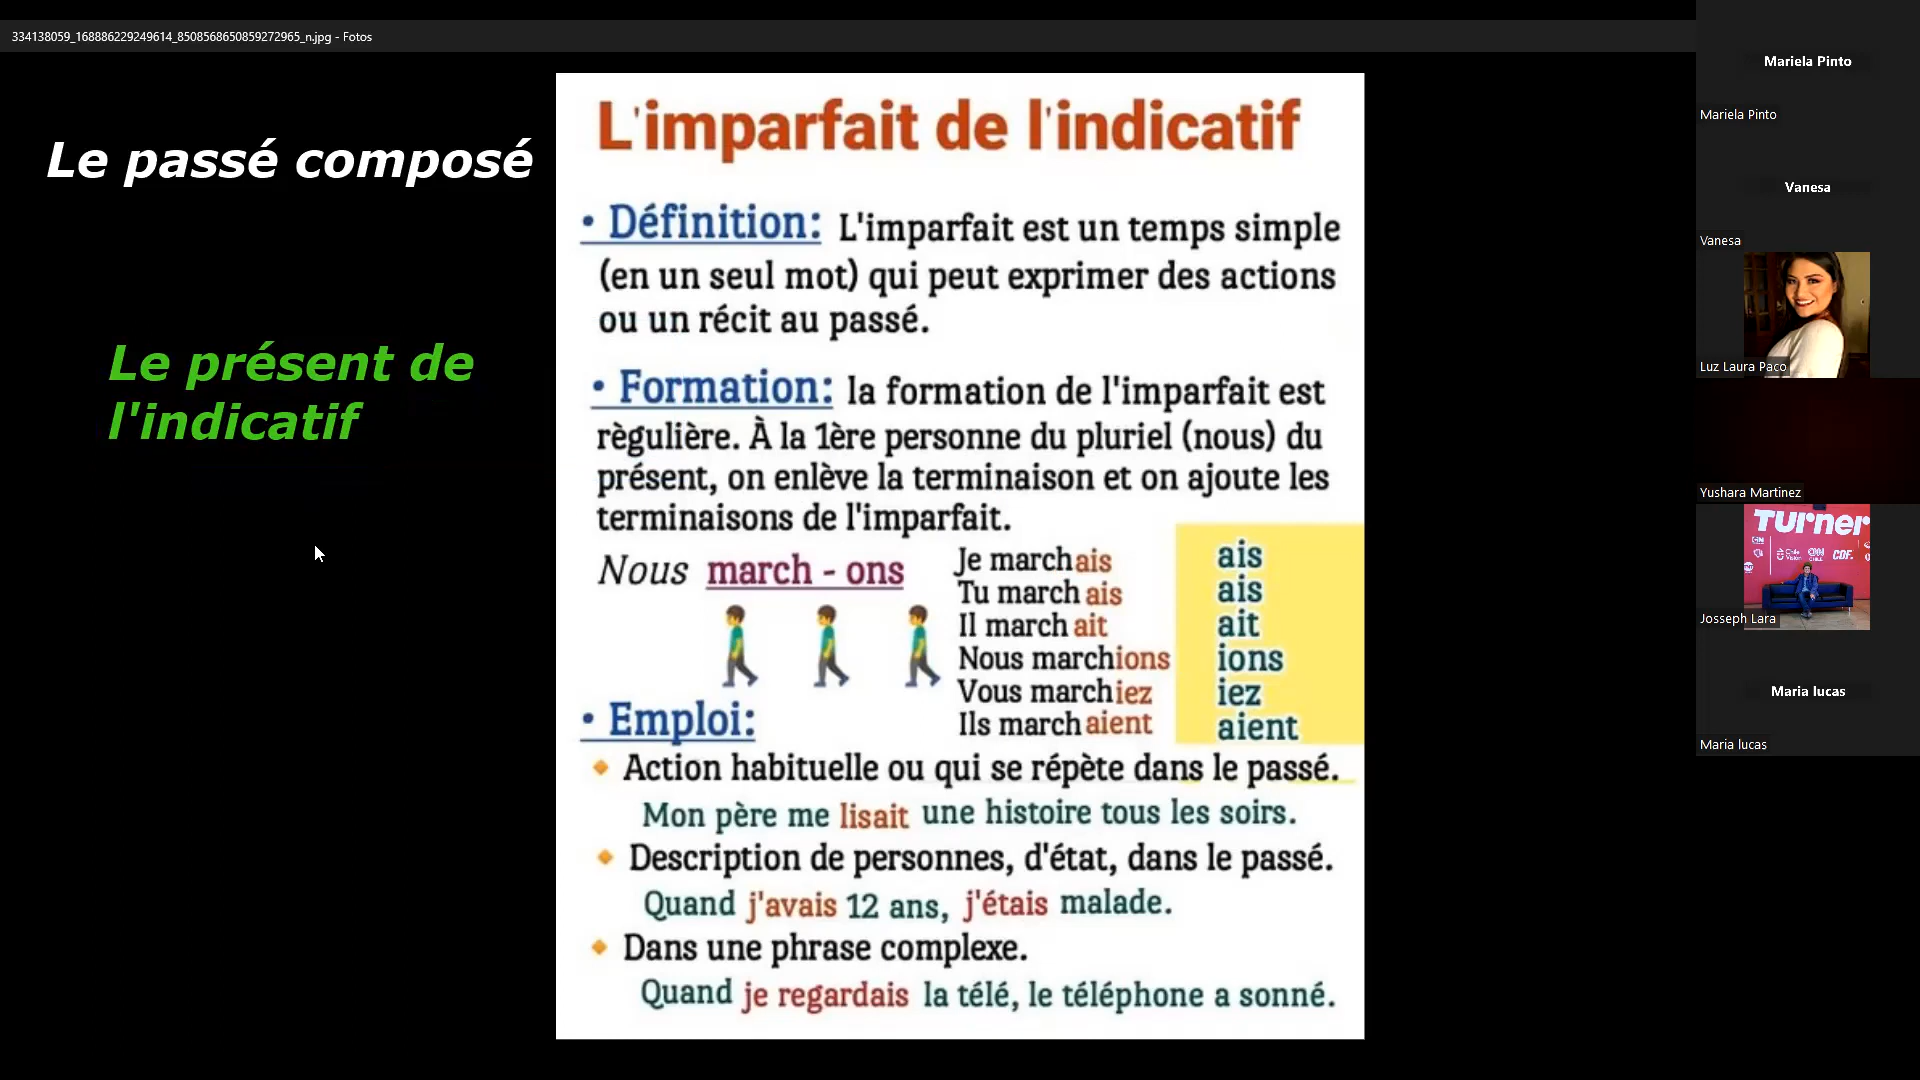 334138059_168886229249614_8508568650859272965_n.jpg - Fotos
Le passé composé
Le présent de
l'indicatif
L'imparfait de l'indicatif
• Définition: L'imparfait est un temps simple
(en un seul mot) qui peut exprimer des actions
ou un récit au passé.
• Formation: la formation de l'imparfait est
règulière. À la 1ère personne du pluriel (nous) du
présent, on enlève la terminaison et on ajoute les
terminaisons de l'imparfait.
Nous march - ons
Je marchais
Tu marchais
Il marchait
Nous marchions
Vous marchiez
Ils marchaient
ais
ais
ait
ions
iez
aient
• Emploi:
Action habituelle ou qui se répète dans le passé.
Mon père me lisait une histoire tous les soirs.
Description de personnes, d'état, dans le passé.
Quand j'avais 12 ans, j'étais malade.
Dans une phrase complexe.
Quand je regardais la télé, le téléphone a sonné.
Mariela Pinto
Mariela Pinto
Vanesa
Vanesa
Luz Laura Paco
Yushara Martinez
Turner
Chile
CNN
CDF.
Josseph Lara
Maria lucas
Maria lucas